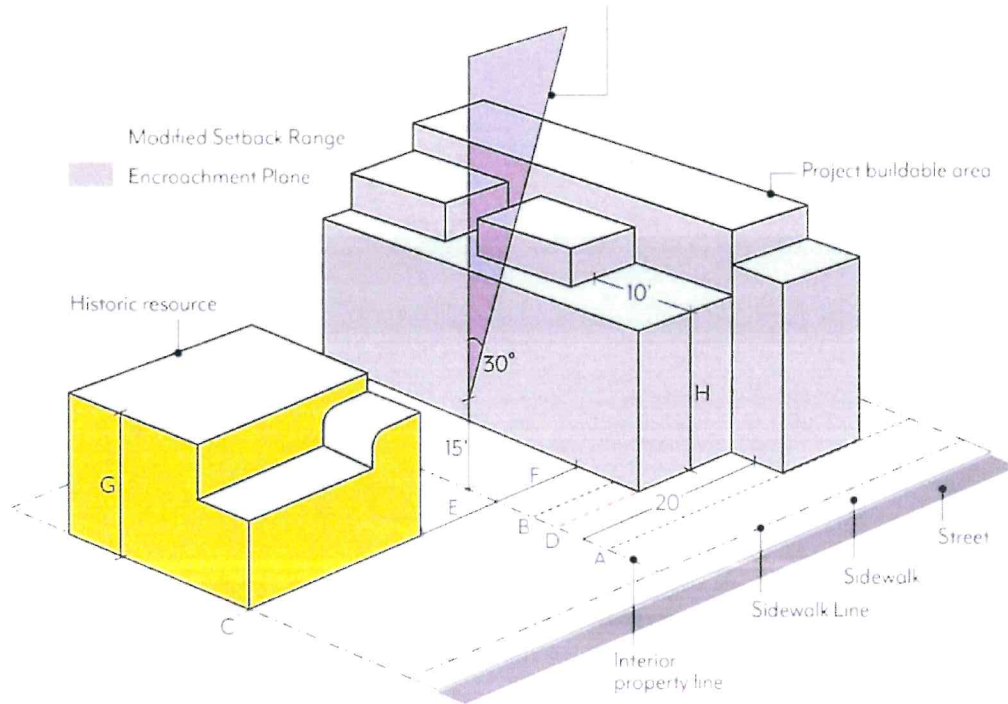 Modified Setback Range
Encroachment Plane
Project buildable area
Historic resource
10'
30°
H
G
15'
F
E
20
B
D
A
Street
Sidewalk
Sidewalk Line
C
Interior
property line